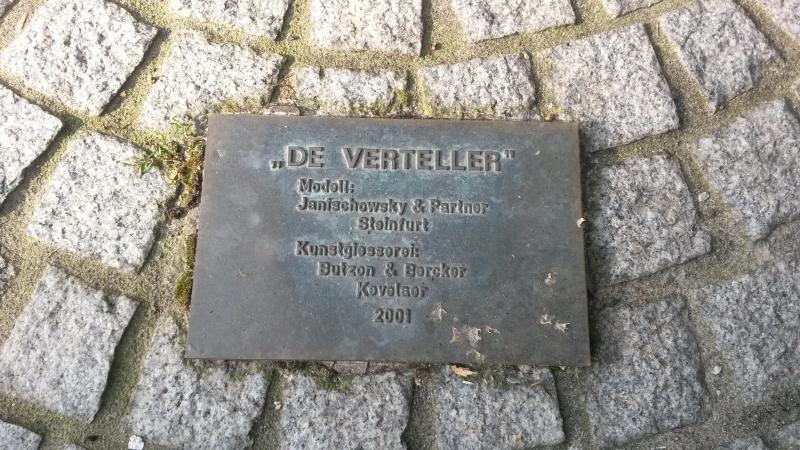 „DE VERTELLER"
Modell:
Janischowsky & Partner
Steinfurt
Kunstgiesserei:
Butzon & Bercker
Kevelaer
2001